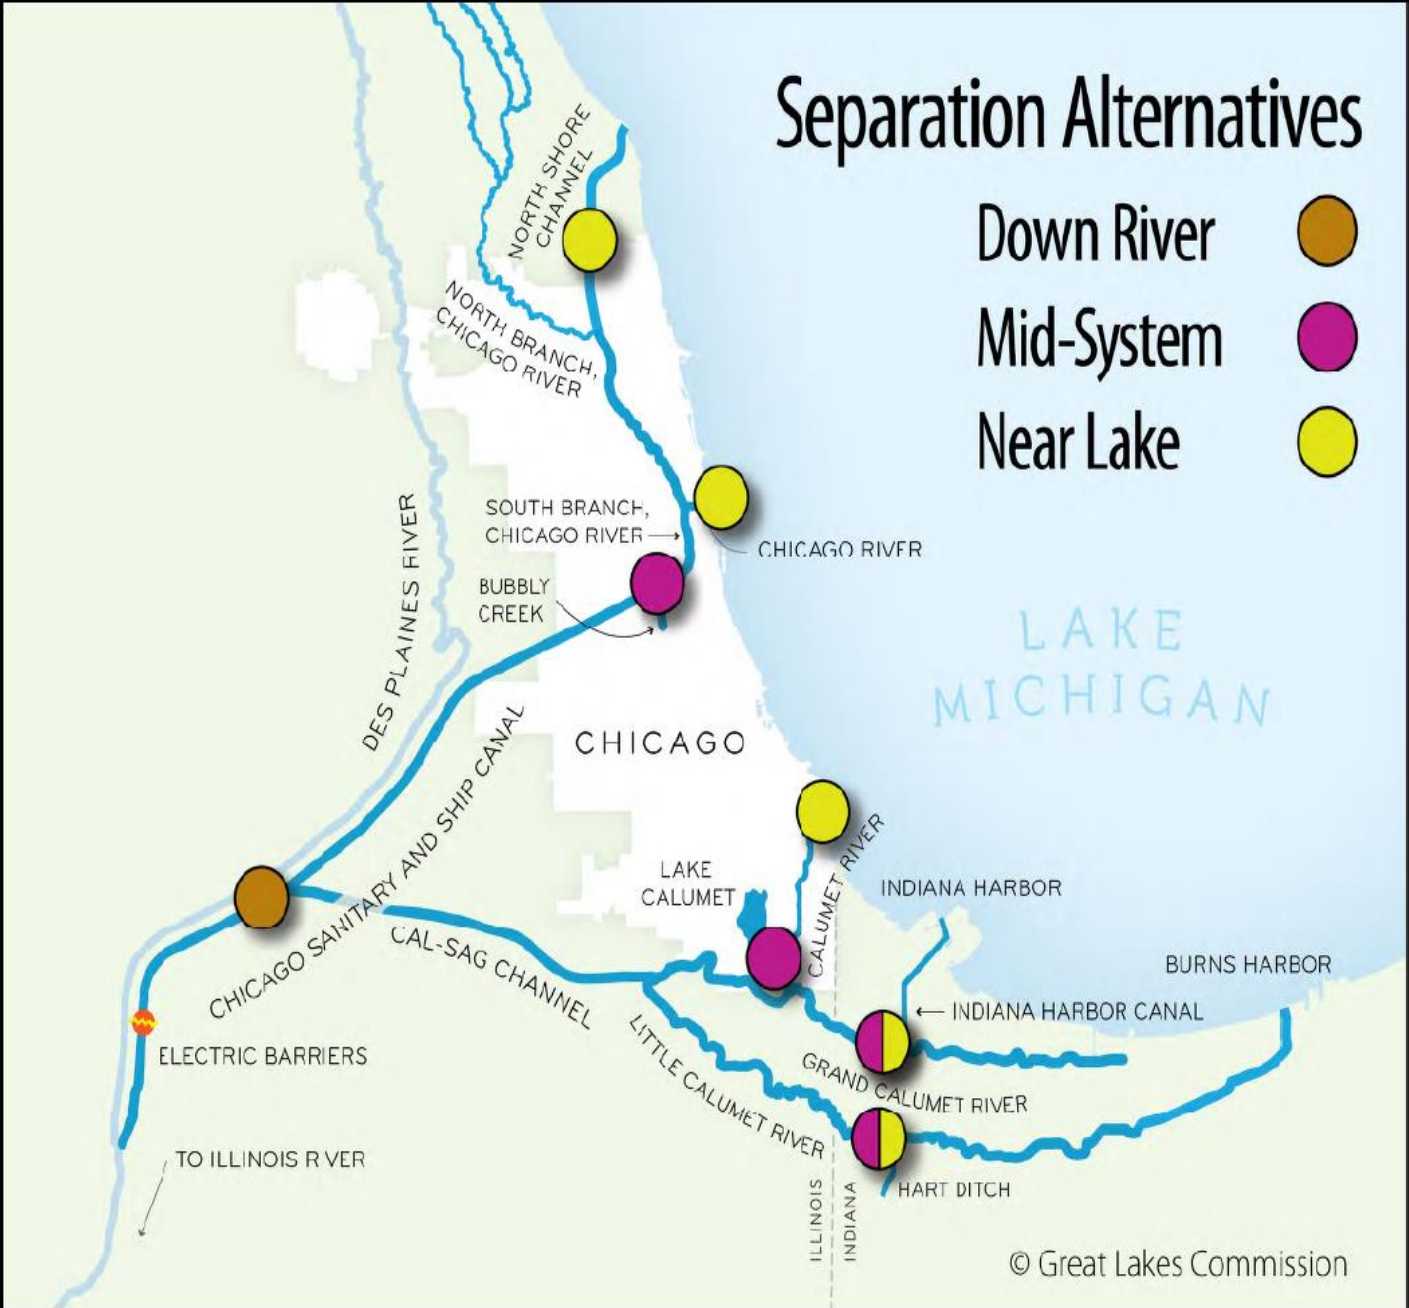 Separation Alternatives
Down River
Mid-System
Near Lake
NORTH SHORE
CHANNEL
NORTH BRANCH,
CHICAGO RIVER
SOUTH BRANCH,
CHICAGO RIVER
CHICAGO RIVER
BUBBLY
CREEK
DES PLAINES RIVER
LAKE
MICHIGAN
CHICAGO
CHICAGO SANITARY AND SHIP CANAL
LAKE
CALUMET
CALUMET RIVER
INDIANA HARBOR
CAL-SAG CHANNEL
BURNS HARBOR
INDIANA HARBOR CANAL
ELECTRIC BARRIERS
LITTLE CALUMET RIVER
GRAND CALUMET RIVER
TO ILLINOIS RIVER
HART DITCH
ILLINOIS
INDIANA
© Great Lakes Commission